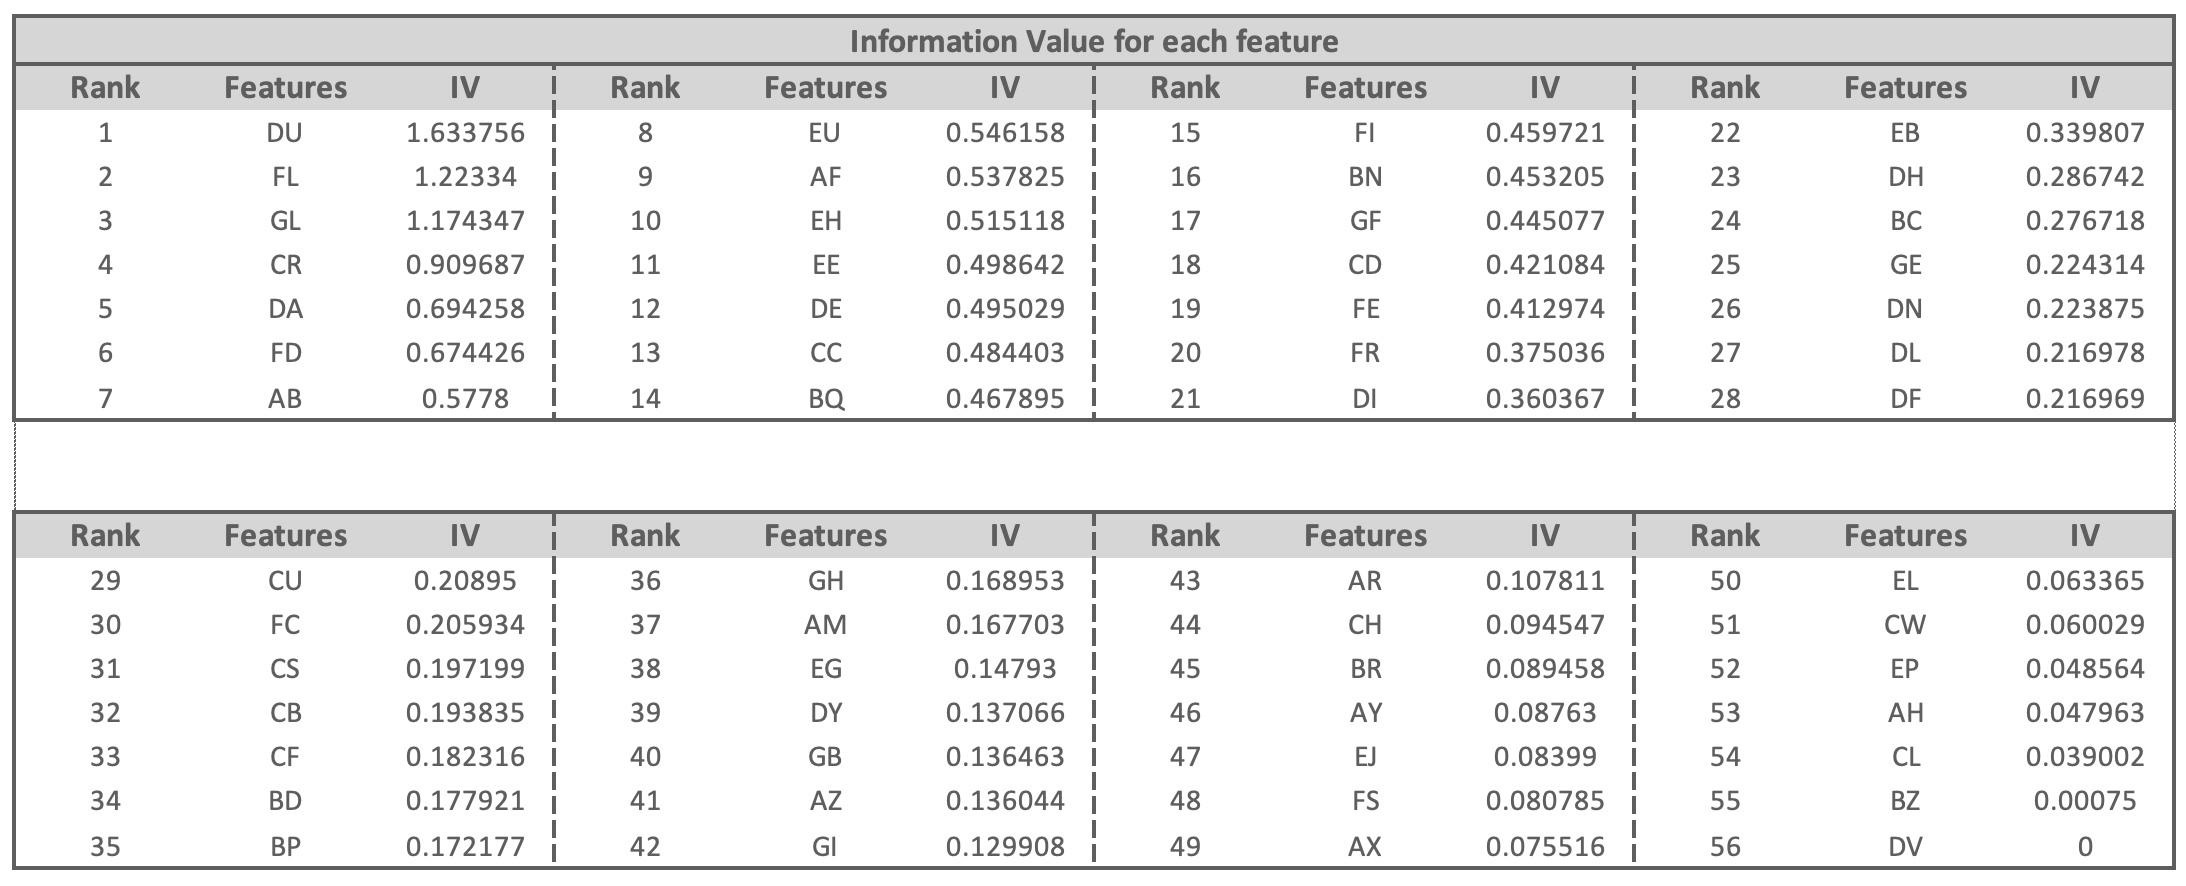 Information Value for each feature
Rank Features IV Rank Features IV Rank Features IV Rank Features IV
1 DU 1.633756 8 EU 0.546158 15 FI 0.459721 22 EB 0.339807
2 FL 1.22334 9 AF 0.537825 16 BN 0.453205 23 DH 0.286742
3 GL 1.174347 10 EH 0.515118 17 GF 0.445077 24 BC 0.276718
4 CR 0.909687 11 EE 0.498642 18 CD 0.421084 25 GE 0.224314
5 DA 0.694258 12 DE 0.495029 19 FE 0.412974 26 DN 0.223875
6 FD 0.674426 13 CC 0.484403 20 FR 0.375036 27 DL 0.216978
7 AB 0.5778 14 BQ 0.467895 21 DI 0.360367 28 DF 0.216969
Rank Features IV Rank Features IV Rank Features IV Rank Features IV
29 CU 0.20895 36 GH 0.168953 43 AR 0.107811 50 EL 0.063365
30 FC 0.205934 37 AM 0.167703 44 CH 0.094547 51 CW 0.060029
31 CS 0.197199 38 EG 0.14793 45 BR 0.089458 52 EP 0.048564
32 CB 0.193835 39 DY 0.137066 46 AY 0.08763 53 AH 0.047963
33 CF 0.182316 40 GB 0.136463 47 EJ 0.08399 54 CL 0.039002
34 BD 0.177921 41 AZ 0.136044 48 FS 0.080785 55 BZ 0.00075
35 BP 0.172177 42 GI 0.129908 49 AX 0.075516 56 DV 0